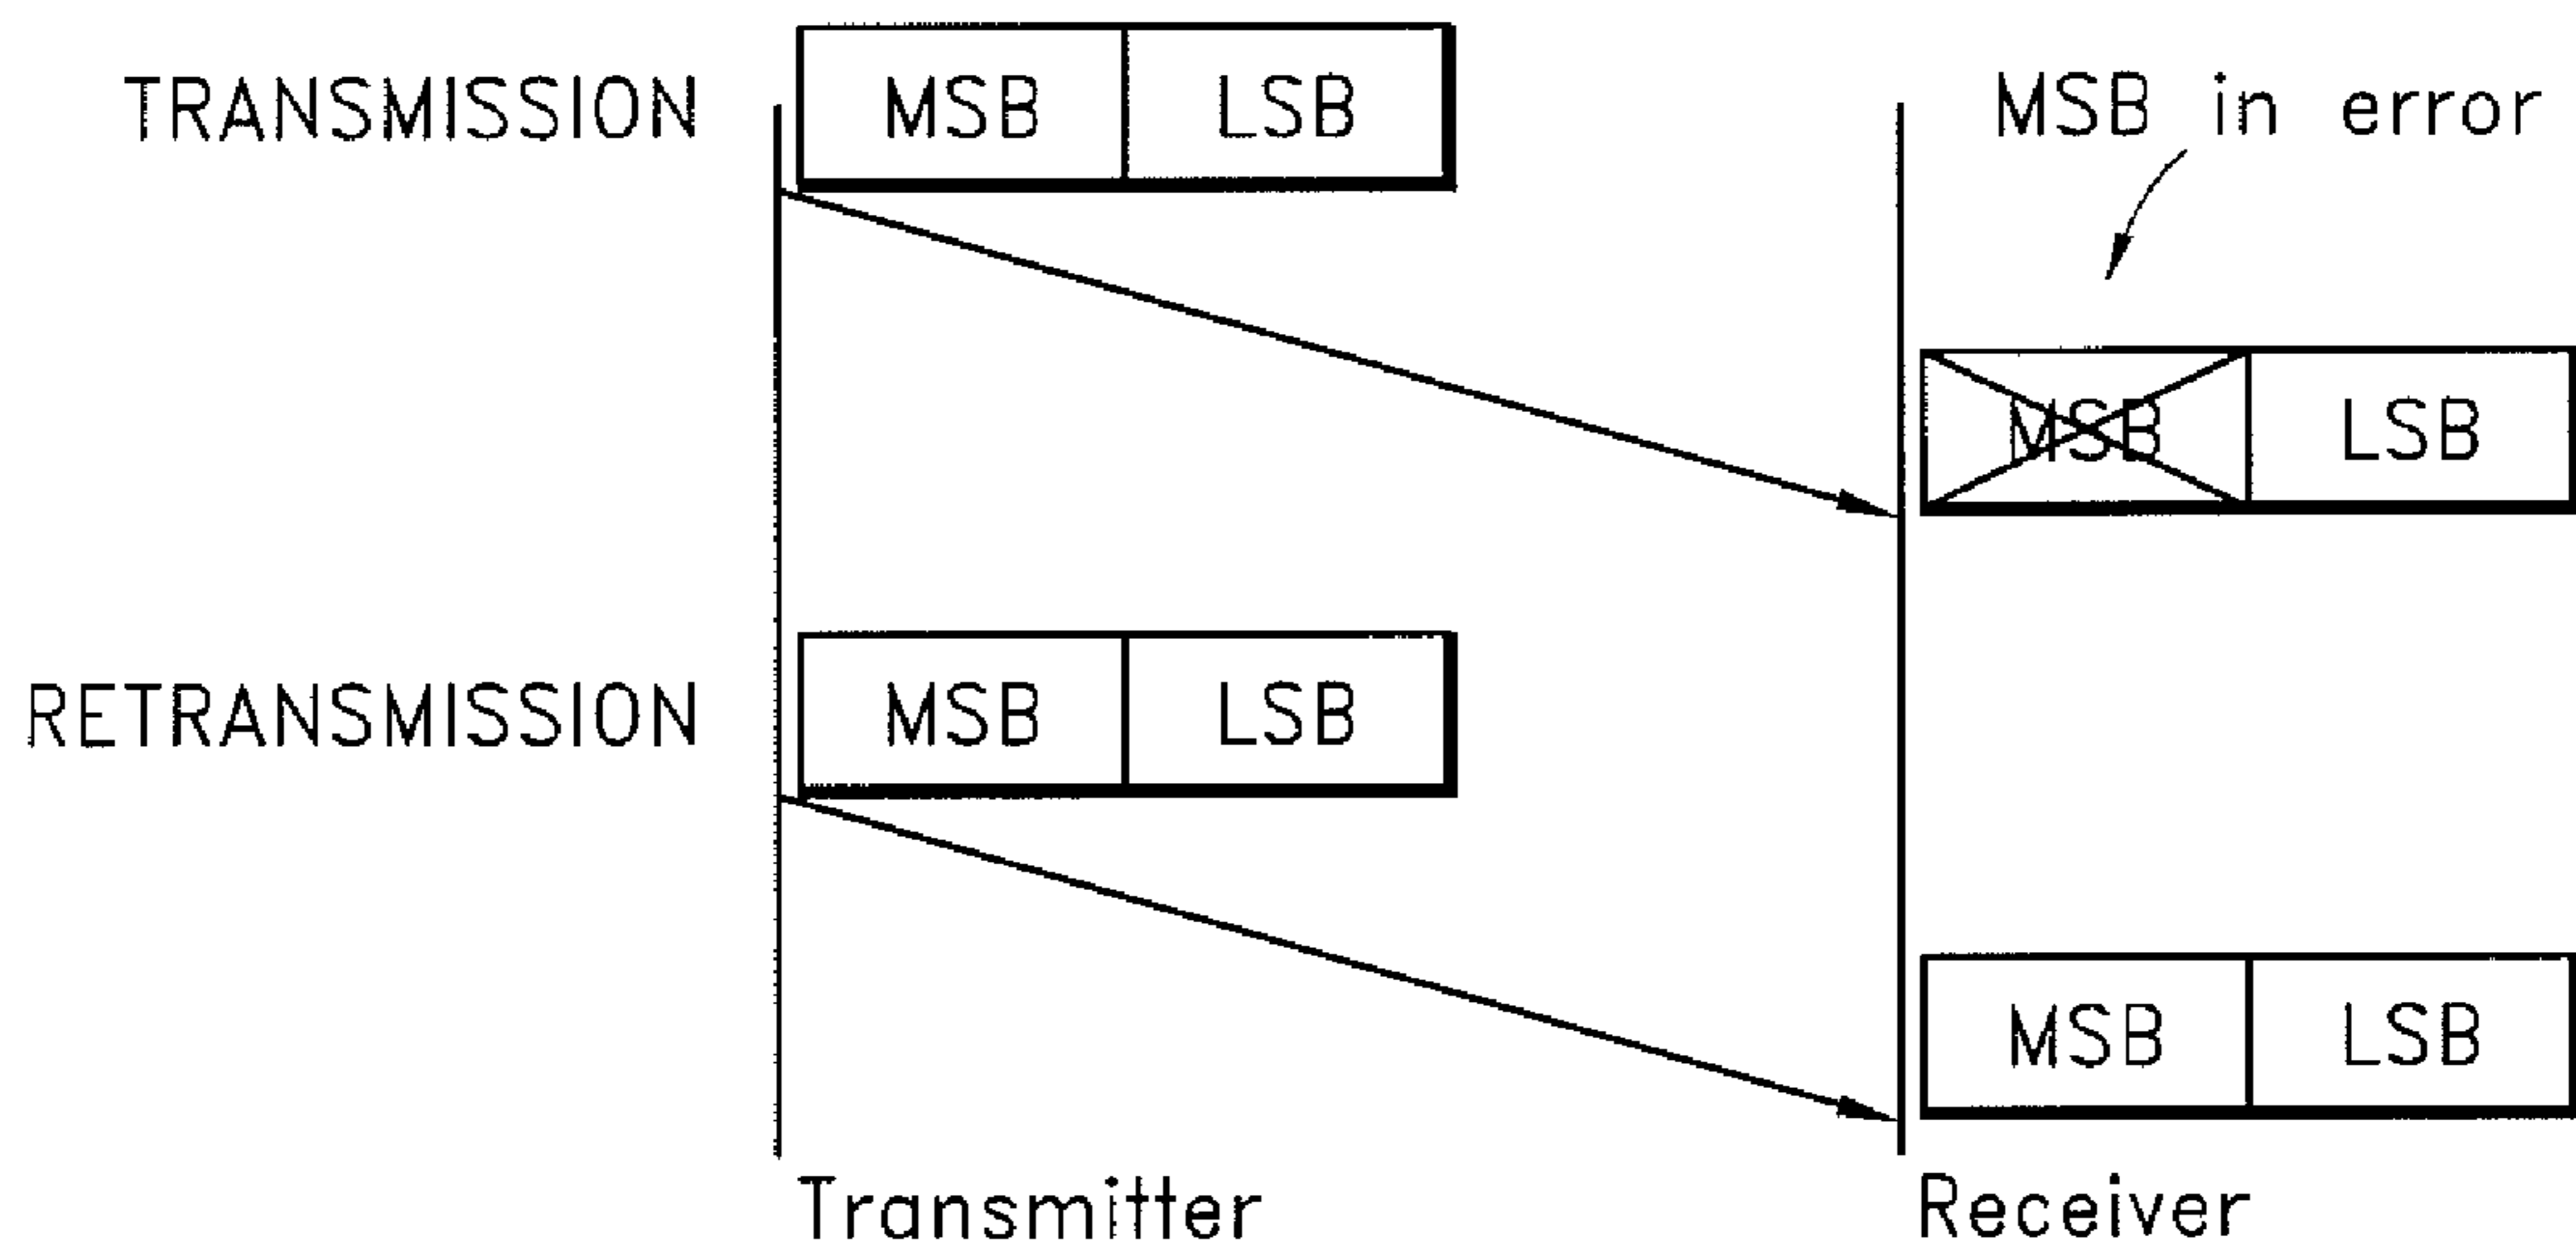 TRANSMISSION
MSB LSB
MSB in error
MSB LSB
RETRANSMISSION
MSB LSB
MSB LSB
Transmitter
Receiver